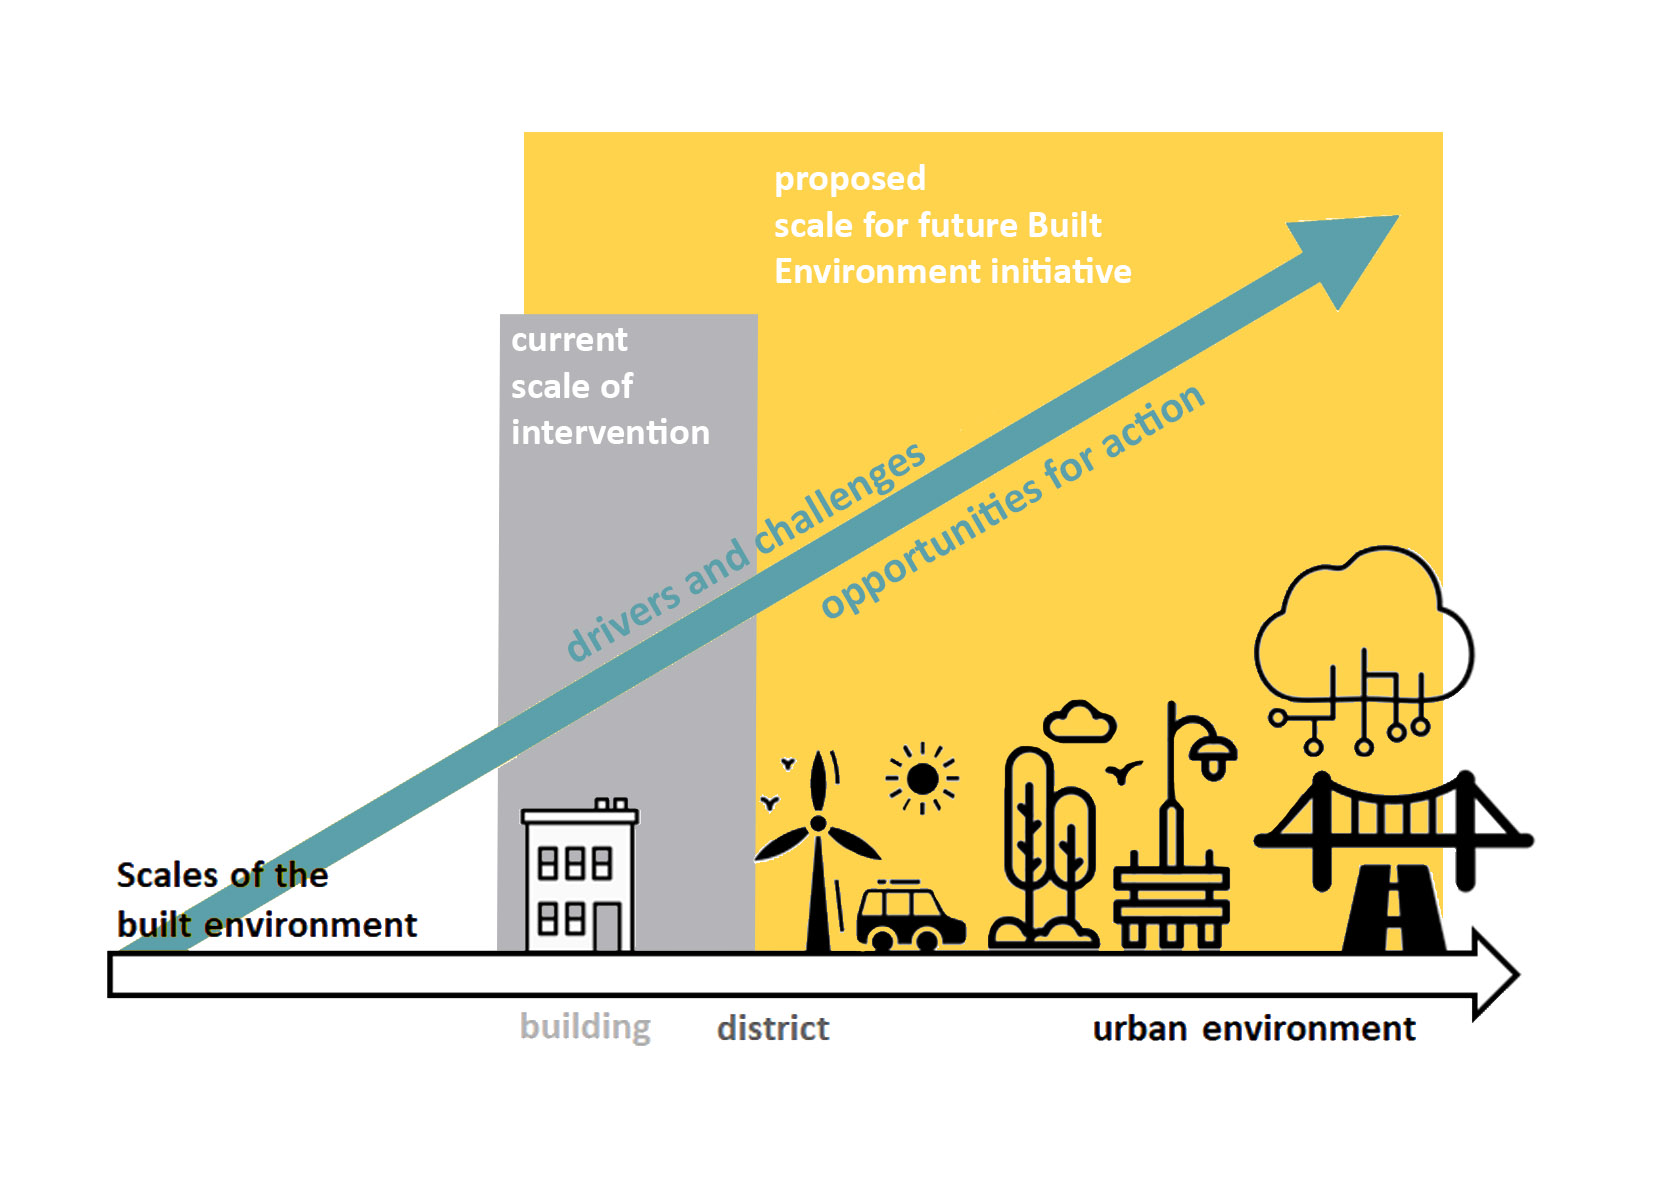 proposed
scale for future Built
Environment initiative
current
scale of
intervention
drivers and challenges
opportunities for action
Scales of the
built environment
building
district
urban environment